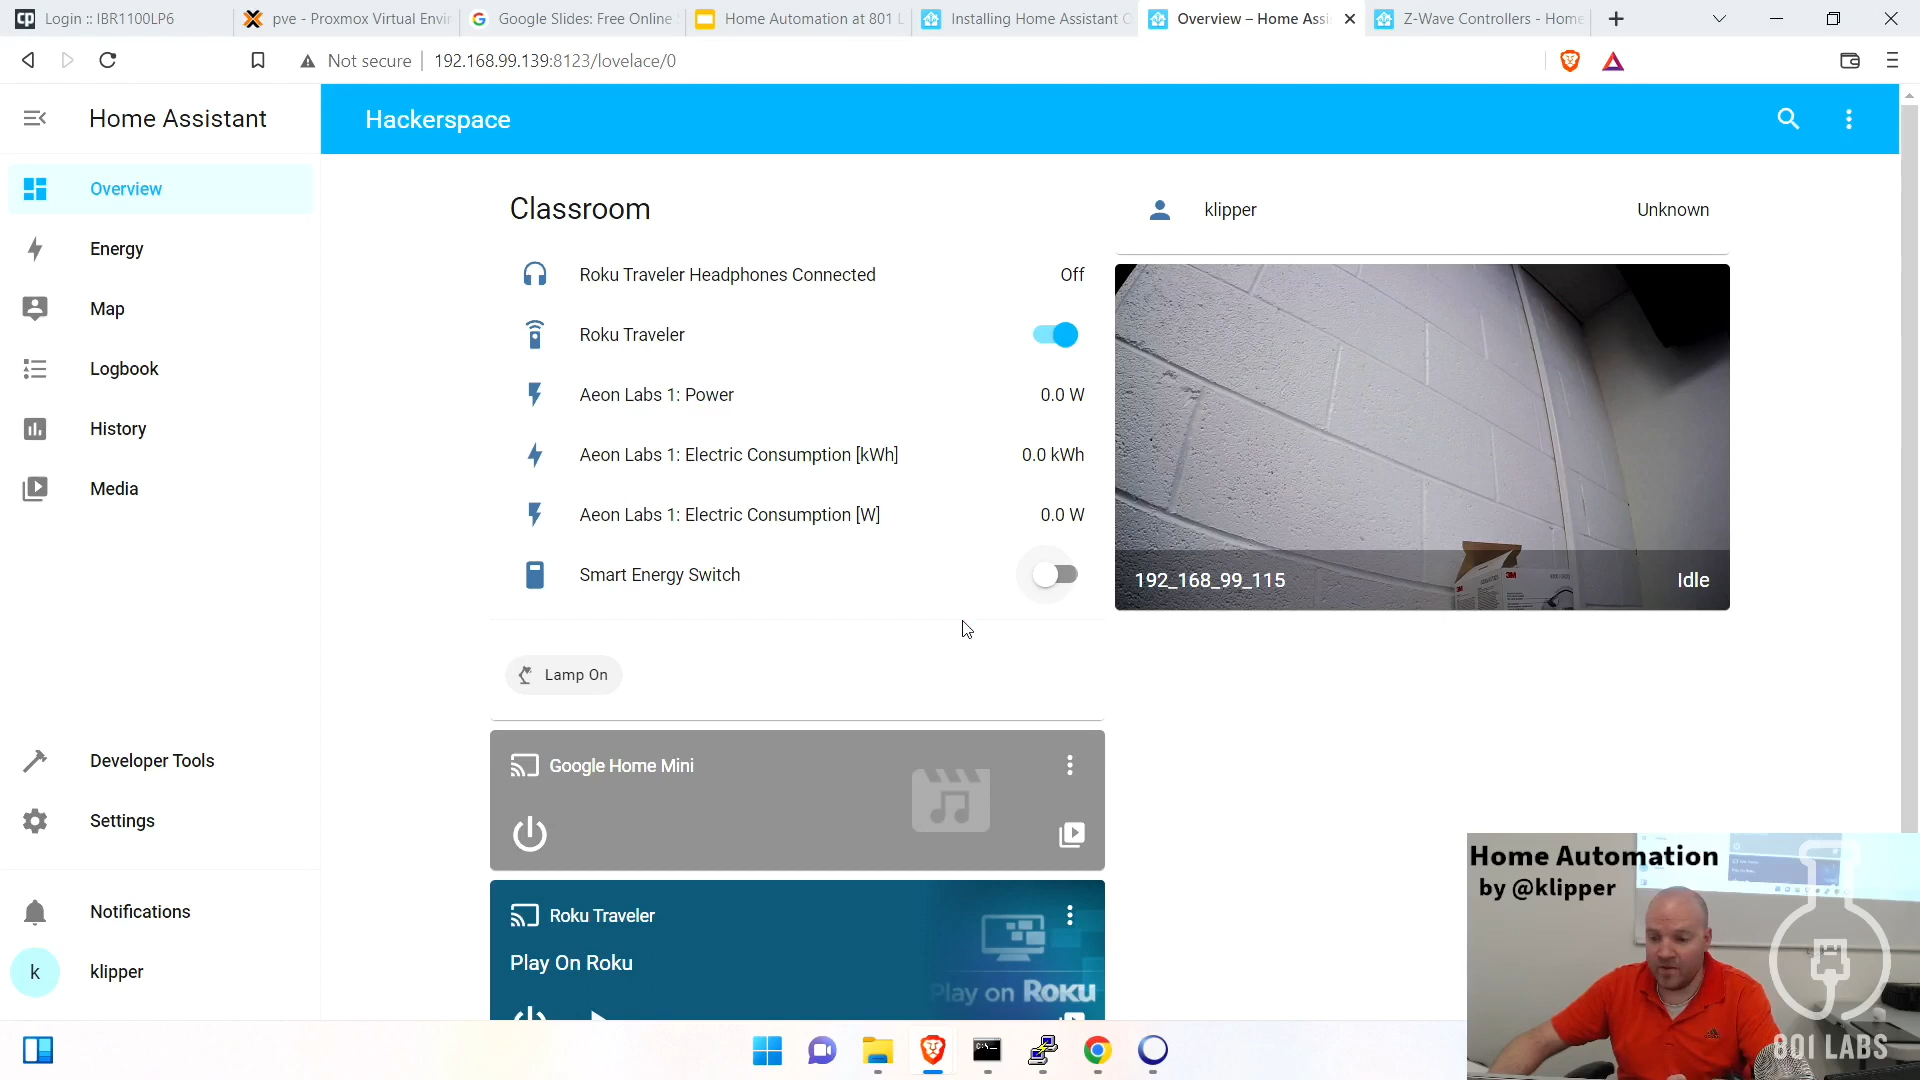 Login :: IBR1100LP6
pve - Proxmox Virtual Envir
Google Slides: Free Online
Home Automation at 801 L
Installing Home Assistant O
Overview – Home Assi
Z-Wave Controllers - Home
Not secure
192.168.99.139:8123/lovelace/0
Home Assistant
Hackerspace
Overview
Energy
Map
Logbook
History
Media
Developer Tools
Settings
Notifications
k
klipper
Classroom
Roku Traveler Headphones Connected
Off
Roku Traveler
Aeon Labs 1: Power
0.0 W
Aeon Labs 1: Electric Consumption [kWh]
0.0 kWh
Aeon Labs 1: Electric Consumption [W]
0.0 W
Smart Energy Switch
Lamp On
Google Home Mini
Roku Traveler
Play On Roku
Play on Roku
klipper
Unknown
3M
3M
192_168_99_115
Idle
Home Automation
by @klipper
801 LABS